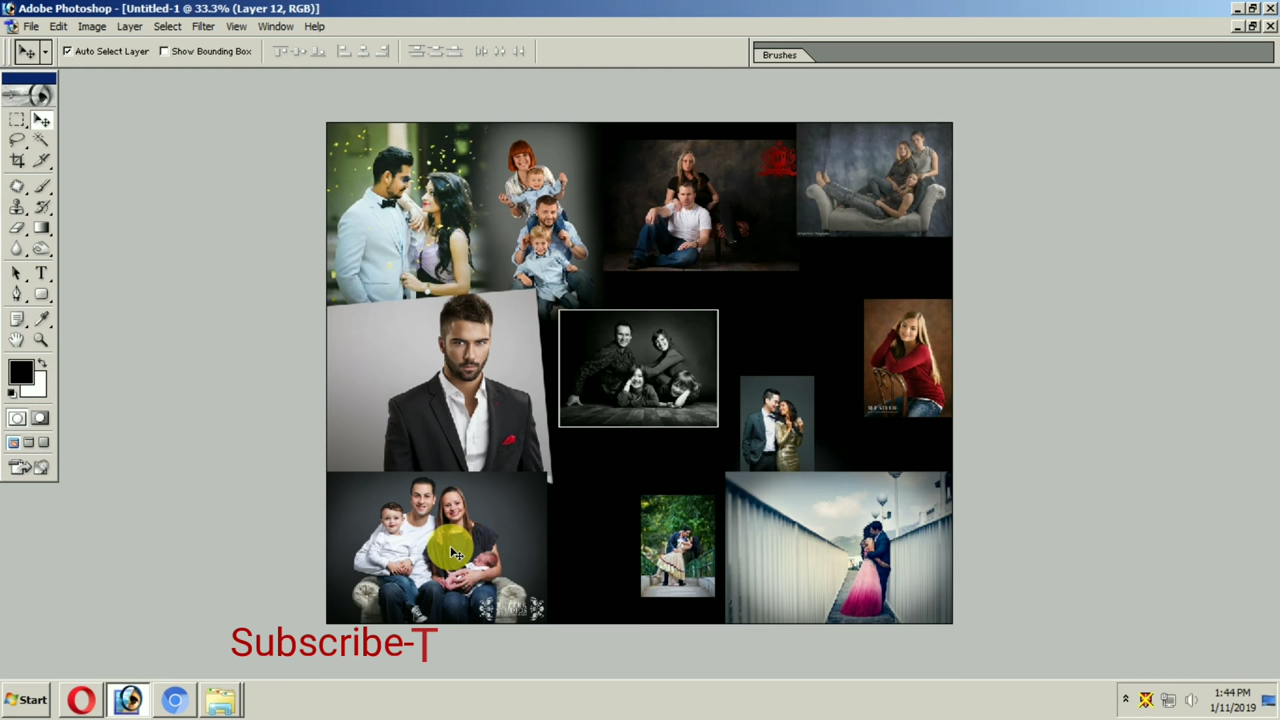 Adobe Photoshop - [Untitled-1 @ 33.3% (Layer 12, RGB)]
File Edit Image Layer Select Filter View Window Help
Auto Select Layer Show Bounding Box
Brushes
Subscribe-T
Start
1:44 PM
1/11/2019